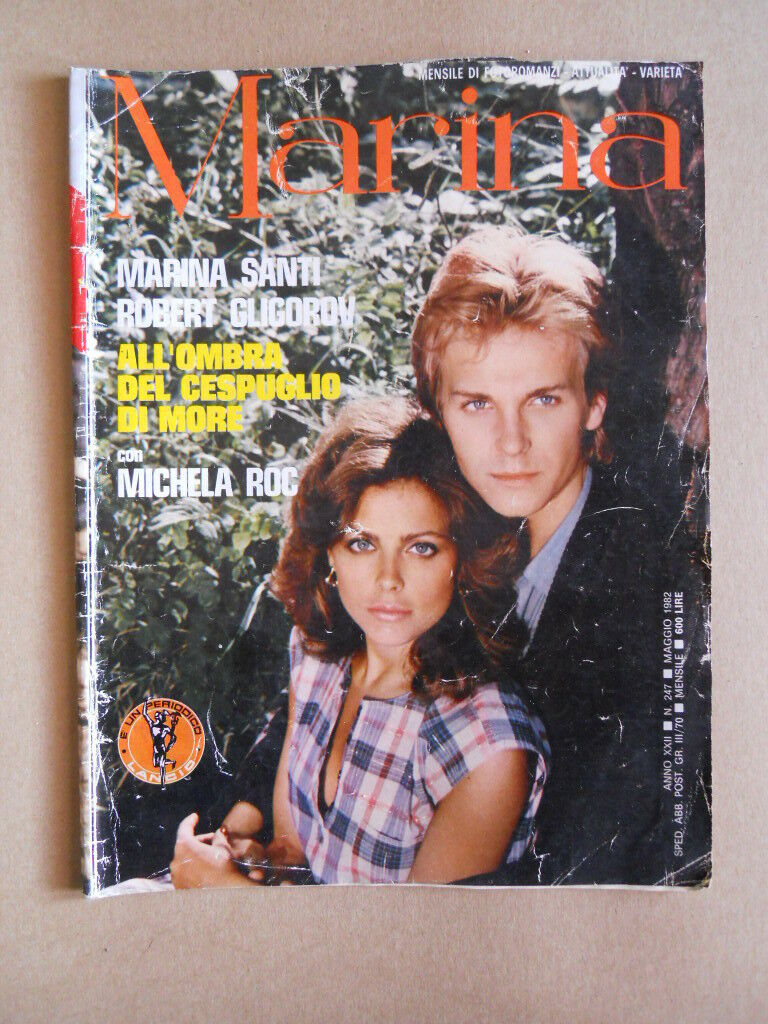 MENSILE DI FOTOROMANZI - ATTUALITA' - VARIETA'
Marina
MARINA SANTI
ROBERT GLIGOROV
ALL'OMBRA
DEL CESPUGLIO
DI MORE
con
MICHELA ROC
È UN PERIODICO
LANCIO
ANNO XXII ■ N. 247 ■ MAGGIO 1982
SPED. ABB. POST. GR. III/70 ■ MENSILE ■ 600 LIRE